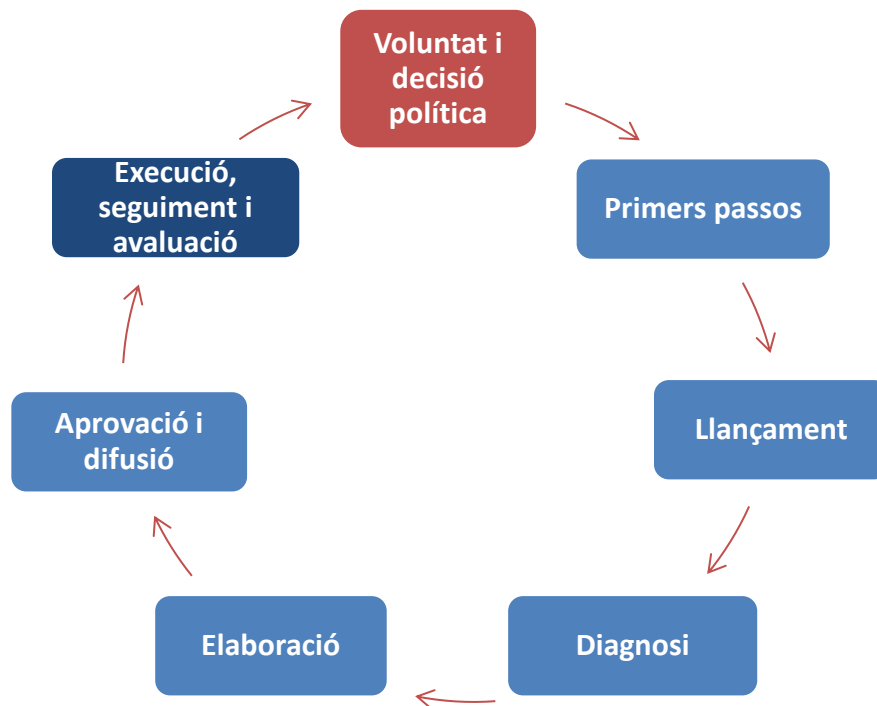 Voluntat i
decisió
política
Primers passos
Llançament
Diagnosi
Elaboració
Aprovació i
difusió
Execució,
seguiment i
avaluació